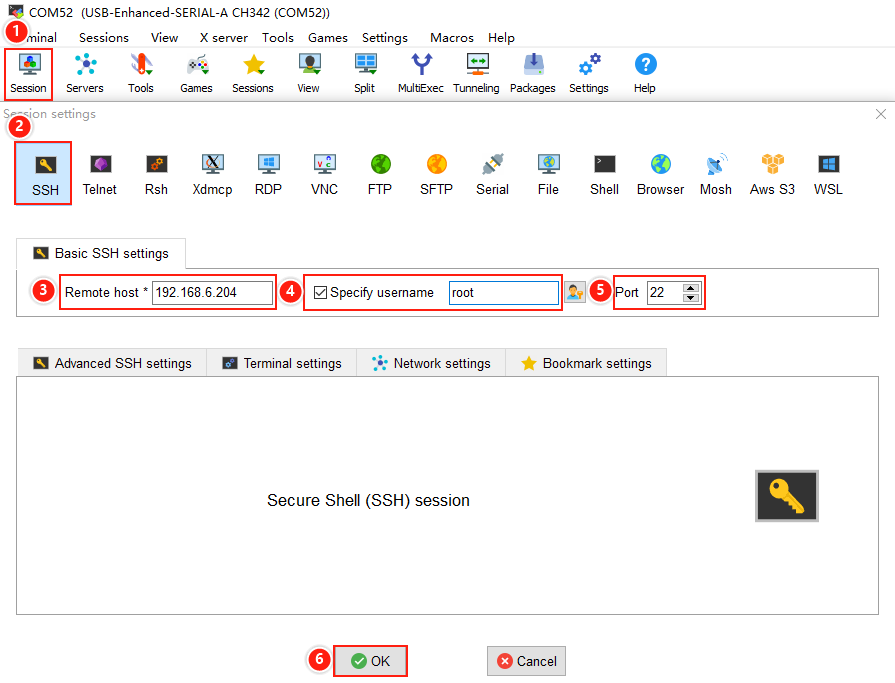 COM52 (USB-Enhanced-SERIAL-A CH342 (COM52))
1
minal Sessions View X server Tools Games Settings Macros Help
Session Servers Tools Games Sessions View Split MultiExec Tunneling Packages Settings Help
Session settings
2
SSH Telnet Rsh Xdmcp RDP VNC FTP SFTP Serial File Shell Browser Mosh Aws S3 WSL
Basic SSH settings
3 Remote host * 192.168.6.204 4 Specify username root 5 Port 22
Advanced SSH settings Terminal settings Network settings Bookmark settings
Secure Shell (SSH) session
6 OK Cancel